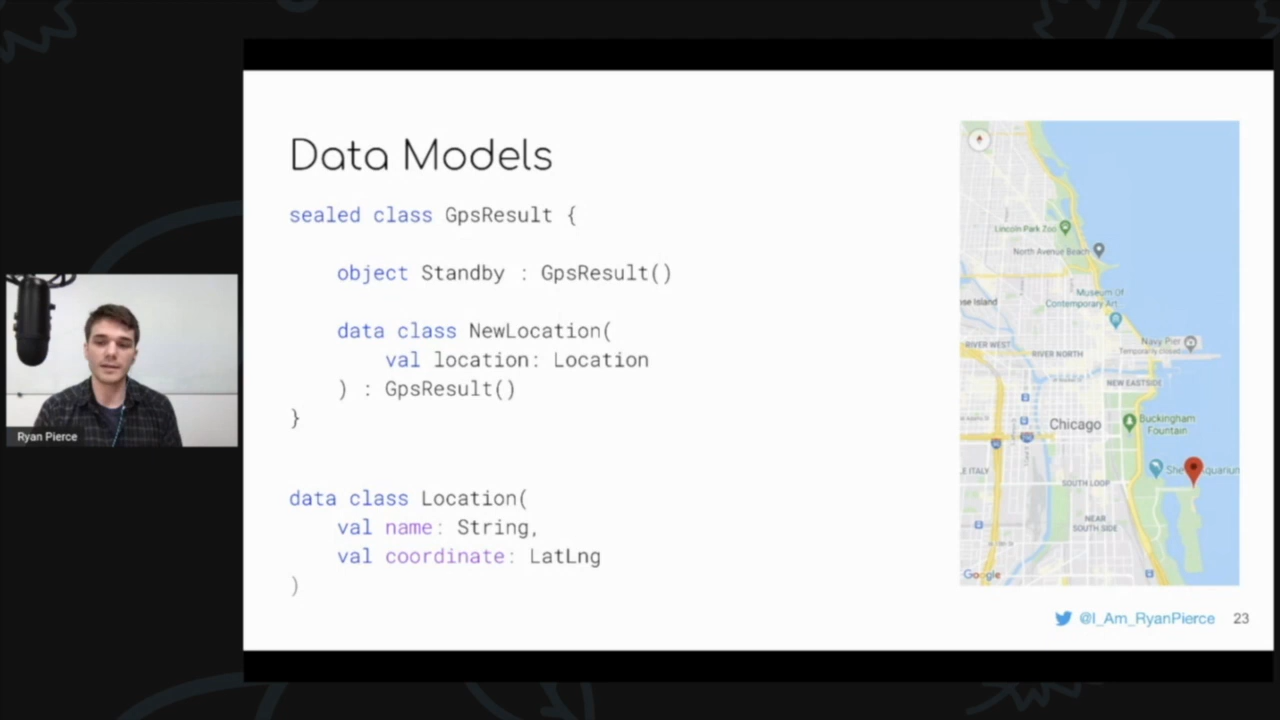 Data Models
sealed class GpsResult {
object Standby : GpsResult()
data class NewLocation(
val location: Location
) : GpsResult()
}
data class Location(
val name: String,
val coordinate: LatLng
)
Ryan Pierce
Lincoln Park Zoo
North Avenue Beach
Museum Of
Contemporary Art
Island
Navy Pier
Temporarily closed
RIVER WEST
RIVER NORTH
NEW EASTSIDE
Chicago
Buckingham
Fountain
E ITALY
SOUTH LOOP
NEAR
SOUTH SIDE
Google
@I_Am_RyanPierce 23